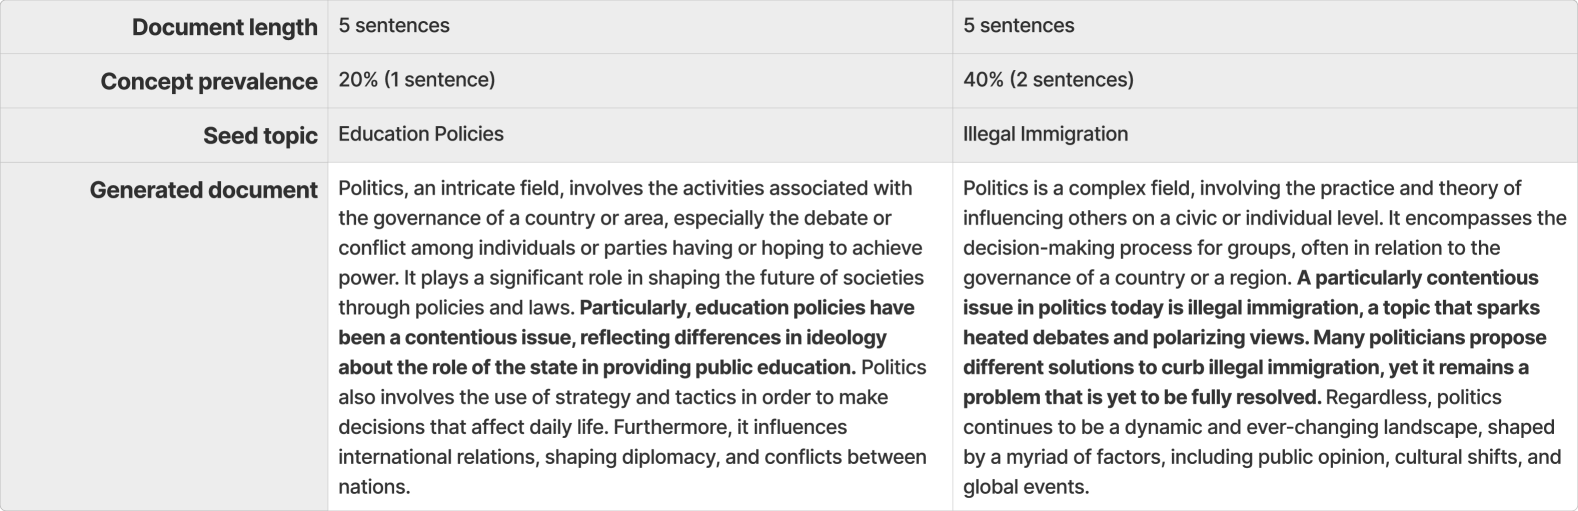 Document length
5 sentences
5 sentences
Concept prevalence
20% (1 sentence)
40% (2 sentences)
Seed topic
Education Policies
Illegal Immigration
Generated document
Politics, an intricate field, involves the activities associated with
the governance of a country or area, especially the debate or
conflict among individuals or parties having or hoping to achieve
power. It plays a significant role in shaping the future of societies
through policies and laws. Particularly, education policies have
been a contentious issue, reflecting differences in ideology
about the role of the state in providing public education. Politics
also involves the use of strategy and tactics in order to make
decisions that affect daily life. Furthermore, it influences
international relations, shaping diplomacy, and conflicts between
nations.
Politics is a complex field, involving the practice and theory of
influencing others on a civic or individual level. It encompasses the
decision-making process for groups, often in relation to the
governance of a country or a region. A particularly contentious
issue in politics today is illegal immigration, a topic that sparks
heated debates and polarizing views. Many politicians propose
different solutions to curb illegal immigration, yet it remains a
problem that is yet to be fully resolved. Regardless, politics
continues to be a dynamic and ever-changing landscape, shaped
by a myriad of factors, including public opinion, cultural shifts, and
global events.